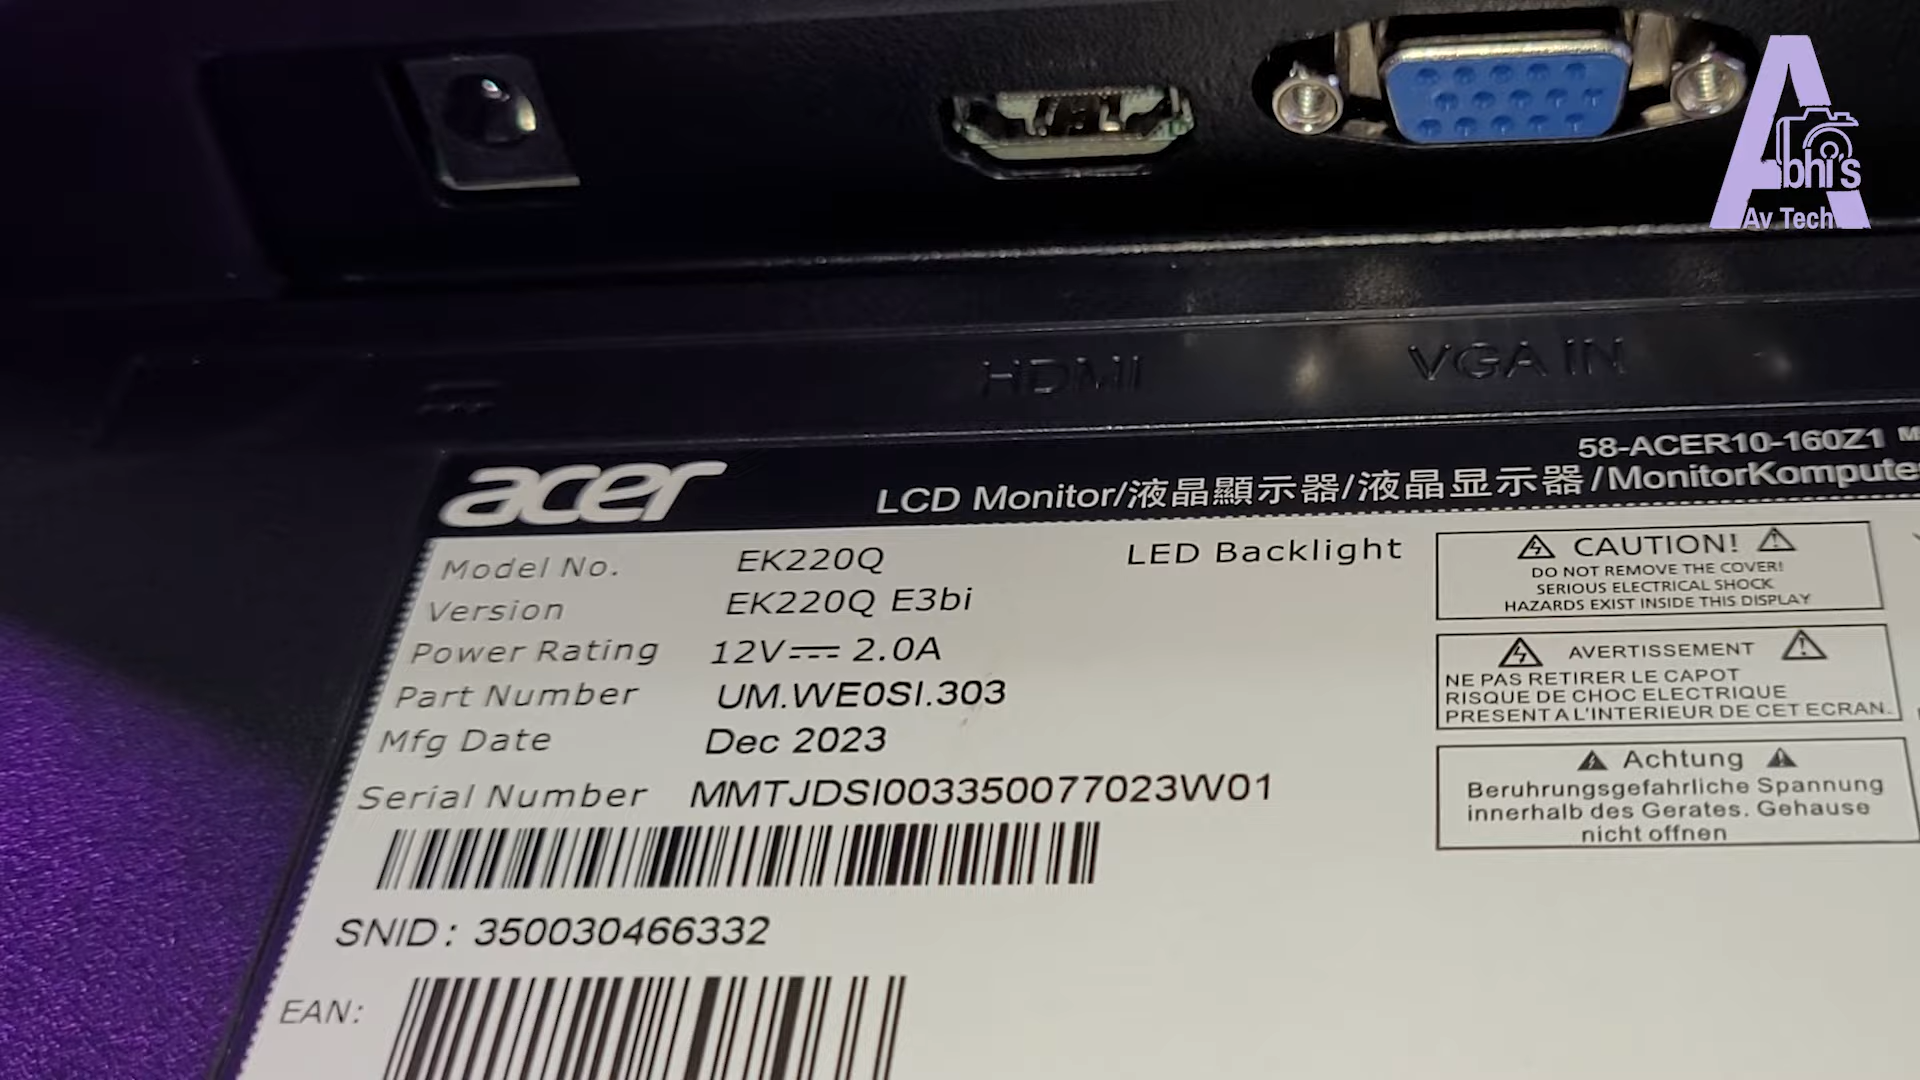 Abhi's
Av Tech
HDMI
VGA IN
acer
58-ACER10-160Z1
LCD Monitor/液晶顯示器/液晶显示器/MonitorKompute
Model No. EK220Q LED Backlight
Version EK220Q E3bi
Power Rating 12V⎓2.0A
Part Number UM.WE0SI.303
Mfg Date Dec 2023
Serial Number MMTJDSI003350077023W01
SNID: 350030466332
EAN:
CAUTION!
DO NOT REMOVE THE COVER!
SERIOUS ELECTRICAL SHOCK
HAZARDS EXIST INSIDE THIS DISPLAY
AVERTISSEMENT
NE PAS RETIRER LE CAPOT
RISQUE DE CHOC ELECTRIQUE
PRESENT A L'INTERIEUR DE CET ECRAN.
Achtung
Beruhrungsgefahrliche Spannung
innerhalb des Gerates. Gehause
nicht offnen